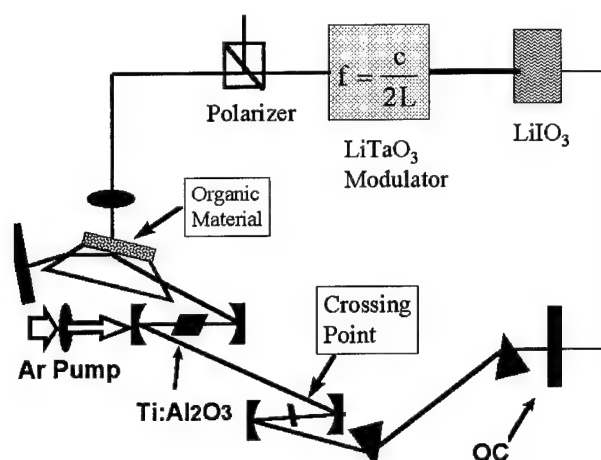 Polarizer
f = c
2L
LiTaO3
Modulator
LiIO3
Organic
Material
Crossing
Point
Ar Pump
Ti:Al2O3
OC